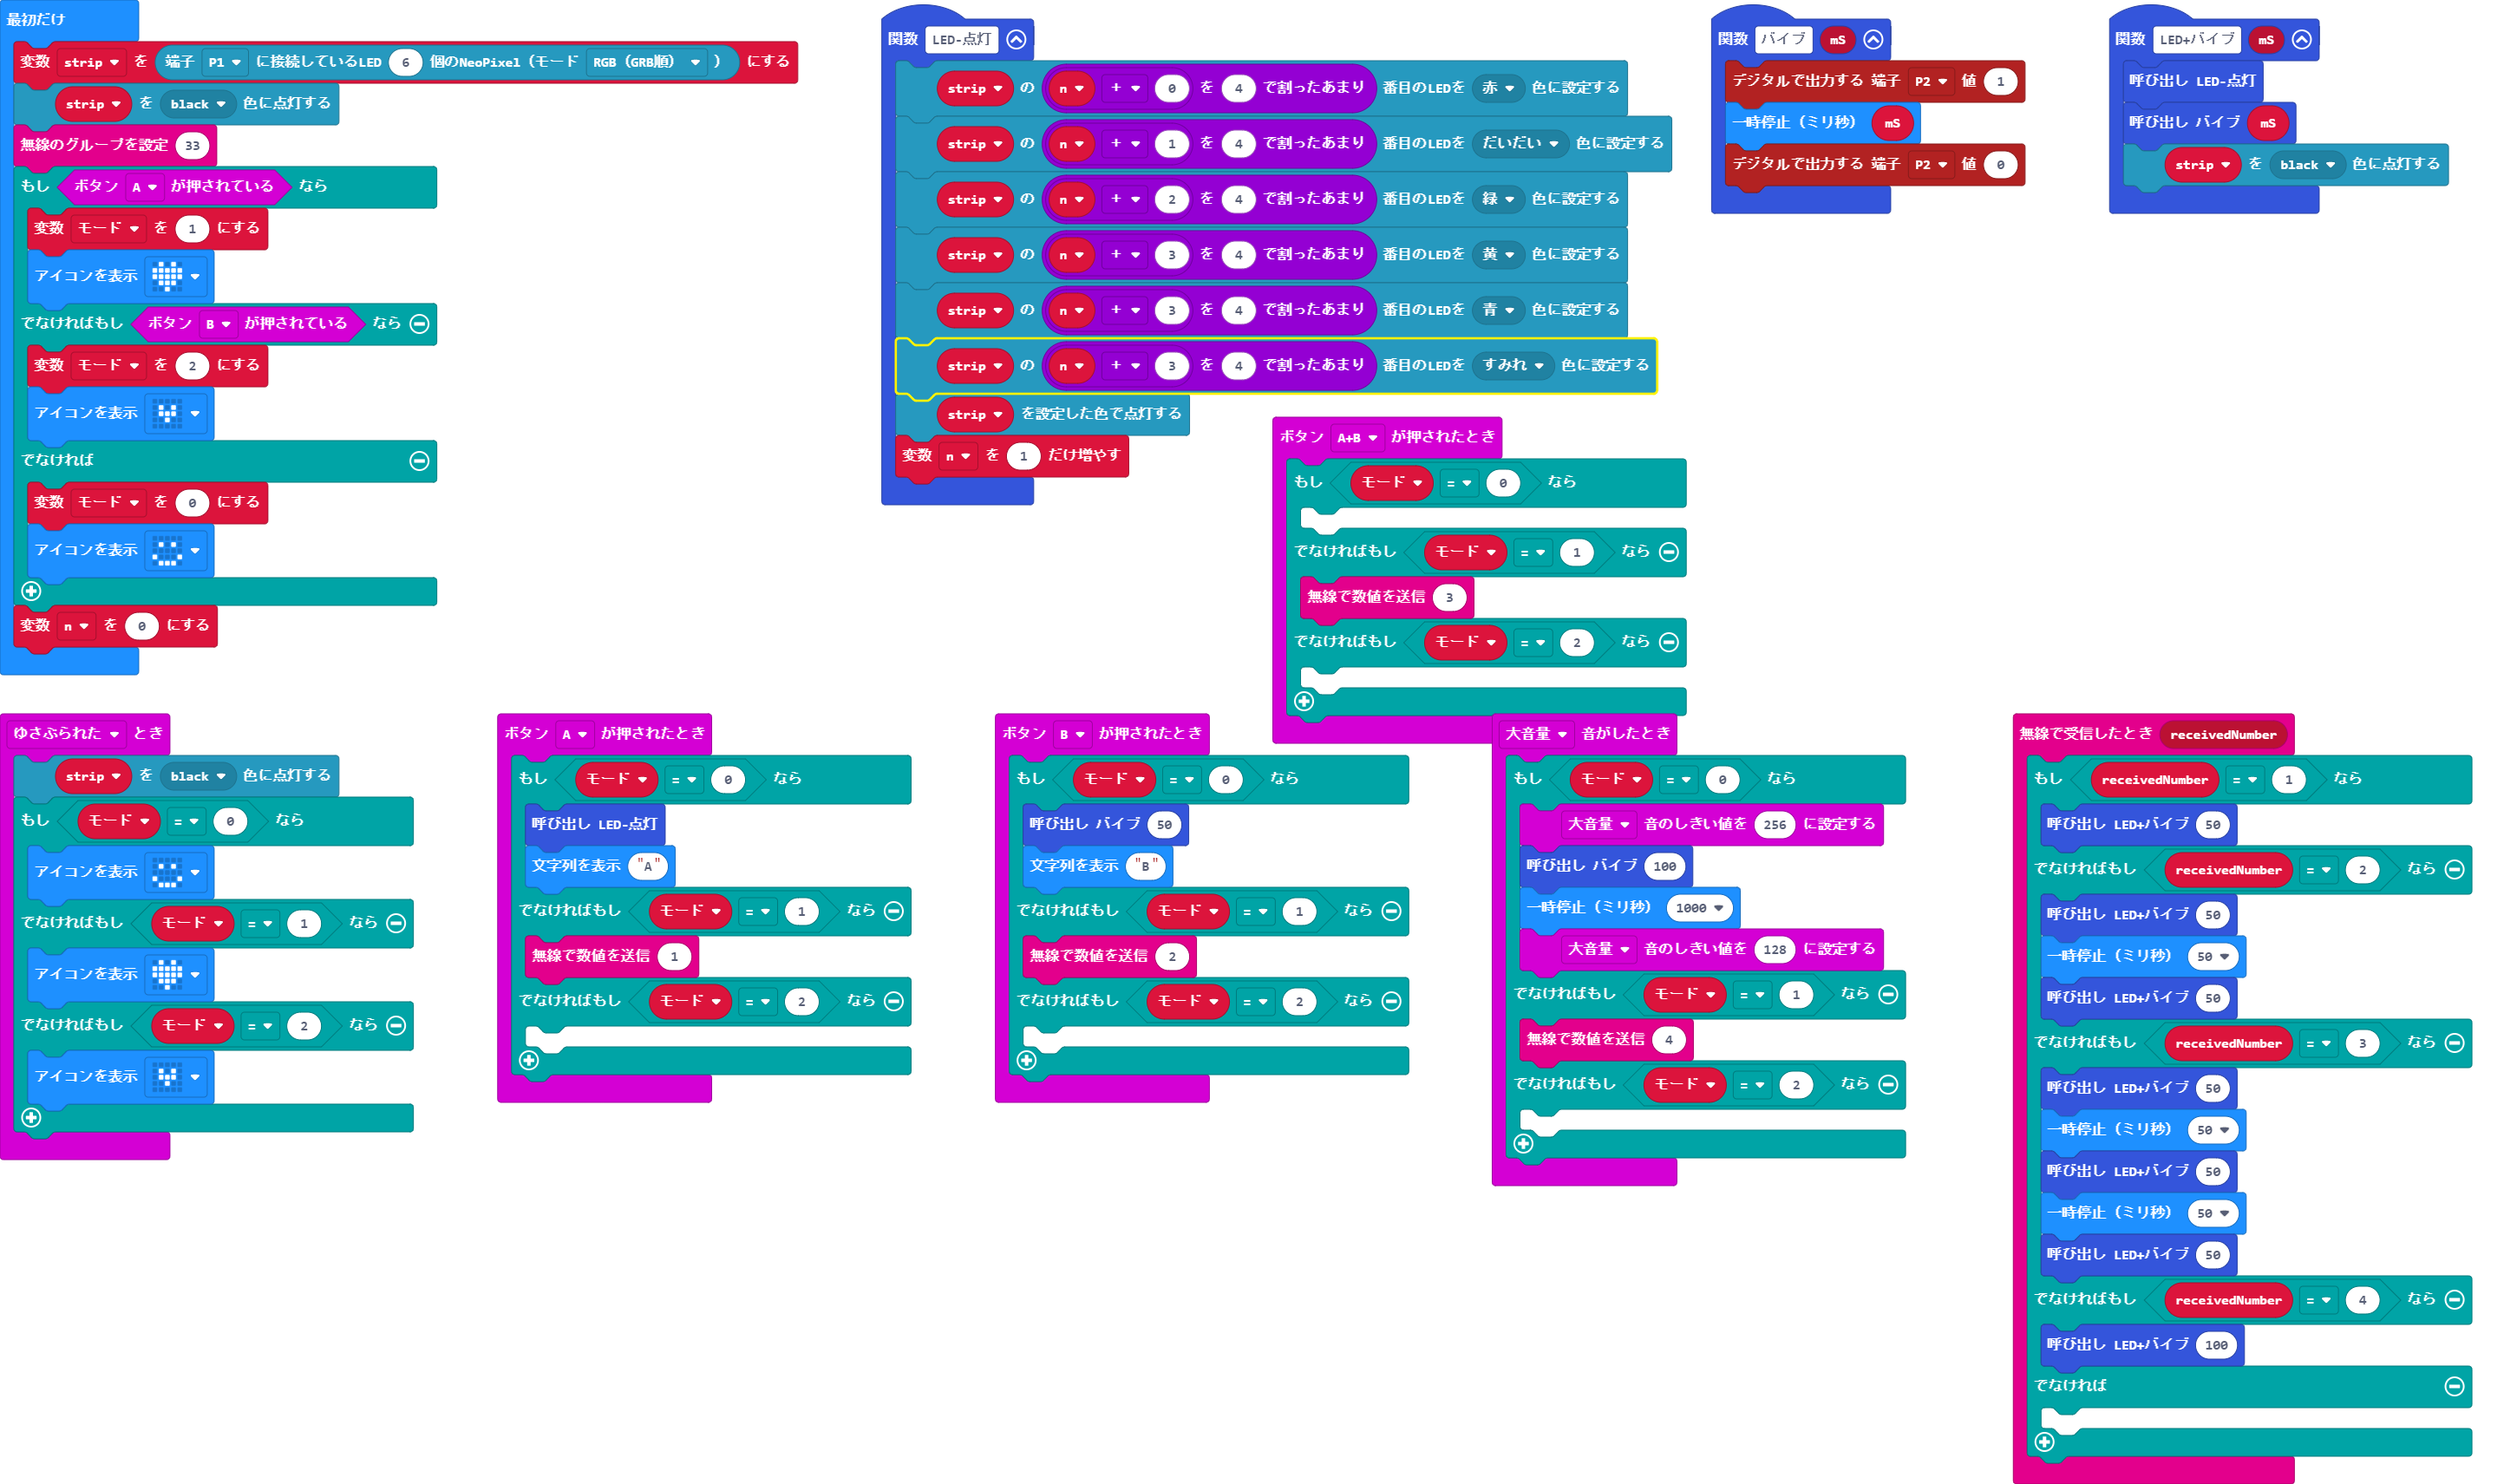 最初だけ
変数 strip を 端子 P1 に接続しているLED 6 個のNeoPixel（モード RGB（GRB順） ） にする
strip を black 色に点灯する
無線のグループを設定 33
もし ボタン A が押されている なら
変数 モード を 1 にする
アイコンを表示
でなければもし ボタン B が押されている なら
変数 モード を 2 にする
アイコンを表示
でなければ
変数 モード を 0 にする
アイコンを表示
変数 n を 0 にする
関数 LED-点灯
strip の n + 0 を 4 で割ったあまり 番目のLEDを 赤 色に設定する
strip の n + 1 を 4 で割ったあまり 番目のLEDを だいだい 色に設定する
strip の n + 2 を 4 で割ったあまり 番目のLEDを 緑 色に設定する
strip の n + 3 を 4 で割ったあまり 番目のLEDを 黄 色に設定する
strip の n + 3 を 4 で割ったあまり 番目のLEDを 青 色に設定する
strip の n + 3 を 4 で割ったあまり 番目のLEDを すみれ 色に設定する
strip を設定した色で点灯する
変数 n を 1 だけ増やす
関数 バイブ mS
デジタルで出力する 端子 P2 値 1
一時停止（ミリ秒） mS
デジタルで出力する 端子 P2 値 0
関数 LED+バイブ mS
呼び出し LED-点灯
呼び出し バイブ mS
strip を black 色に点灯する
ボタン A+B が押されたとき
もし モード = 0 なら
でなければもし モード = 1 なら
無線で数値を送信 3
でなければもし モード = 2 なら
ゆさぶられた とき
strip を black 色に点灯する
もし モード = 0 なら
アイコンを表示
でなければもし モード = 1 なら
アイコンを表示
でなければもし モード = 2 なら
アイコンを表示
ボタン A が押されたとき
もし モード = 0 なら
呼び出し LED-点灯
文字列を表示 "A"
でなければもし モード = 1 なら
無線で数値を送信 1
でなければもし モード = 2 なら
ボタン B が押されたとき
もし モード = 0 なら
呼び出し バイブ 50
文字列を表示 "B"
でなければもし モード = 1 なら
無線で数値を送信 2
でなければもし モード = 2 なら
大音量 音がしたとき
もし モード = 0 なら
大音量 音のしきい値を 256 に設定する
呼び出し バイブ 100
一時停止（ミリ秒） 1000
大音量 音のしきい値を 128 に設定する
でなければもし モード = 1 なら
無線で数値を送信 4
でなければもし モード = 2 なら
無線で受信したとき receivedNumber
もし receivedNumber = 1 なら
呼び出し LED+バイブ 50
でなければもし receivedNumber = 2 なら
呼び出し LED+バイブ 50
一時停止（ミリ秒） 50
呼び出し LED+バイブ 50
でなければもし receivedNumber = 3 なら
呼び出し LED+バイブ 50
一時停止（ミリ秒） 50
呼び出し LED+バイブ 50
一時停止（ミリ秒） 50
呼び出し LED+バイブ 50
でなければもし receivedNumber = 4 なら
呼び出し LED+バイブ 100
でなければ